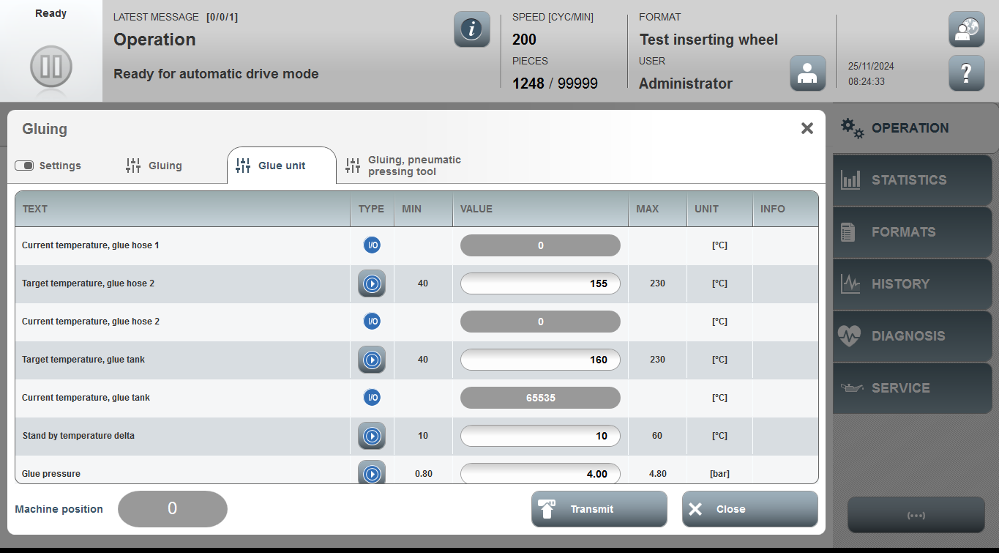 Ready
LATEST MESSAGE [0/0/1]
Operation
Ready for automatic drive mode
i
SPEED [CYC/MIN]
200
PIECES
1248 / 99999
FORMAT
Test inserting wheel
USER
Administrator
25/11/2024
08:24:33
?
Gluing
Settings
Gluing
Glue unit
Gluing, pneumatic
pressing tool
TEXT TYPE MIN VALUE MAX UNIT INFO
Current temperature, glue hose 1 I/O 0 [°C]
Target temperature, glue hose 2 40 155 230 [°C]
Current temperature, glue hose 2 I/O 0 [°C]
Target temperature, glue tank 40 160 230 [°C]
Current temperature, glue tank I/O 65535 [°C]
Stand by temperature delta 10 10 60 [°C]
Glue pressure 0.80 4.00 4.80 [bar]
Machine position 0
Transmit
Close
OPERATION
STATISTICS
FORMATS
HISTORY
DIAGNOSIS
SERVICE
(•••)